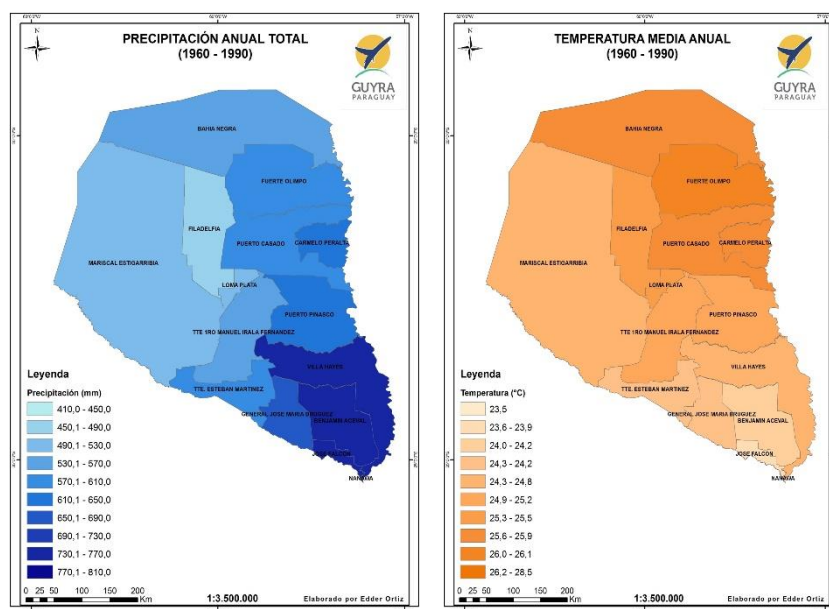 PRECIPITACIÓN ANUAL TOTAL
(1960 - 1990)
GUYRA
PARAGUAY
BAHIA NEGRA
FUERTE OLIMPO
FILADELFIA
PUERTO CASADO
CARMELO PERALTA
MARISCAL ESTIGARRIBIA
LOMA PLATA
PUERTO PINASCO
TTE 1RO MANUEL IRALA FERNANDEZ
VILLA HAYES
TTE. ESTEBAN MARTINEZ
GENERAL JOSE MARIA BRUGUEZ
BENJAMIN ACEVAL
JOSE FALCON
NANAWA
Leyenda
Precipitación (mm)
410,0 - 450,0
450,1 - 490,0
490,1 - 530,0
530,1 - 570,0
570,1 - 610,0
610,1 - 650,0
650,1 - 690,0
690,1 - 730,0
730,1 - 770,0
770,1 - 810,0
0 25 50 100 150 200
Km
1:3.500.000
Elaborado por Edder Ortiz
TEMPERATURA MEDIA ANUAL
(1960 - 1990)
GUYRA
PARAGUAY
BAHIA NEGRA
FUERTE OLIMPO
FILADELFIA
PUERTO CASADO
CARMELO PERALTA
MARISCAL ESTIGARRIBIA
LOMA PLATA
PUERTO PINASCO
TTE 1RO MANUEL IRALA FERNANDEZ
VILLA HAYES
TTE. ESTEBAN MARTINEZ
GENERAL JOSE MARIA BRUGUEZ
BENJAMIN ACEVAL
JOSE FALCON
NANAWA
Leyenda
Temperatura (°C)
23,5
23,6 - 23,9
24.0 - 24,2
24,3 - 24,2
24,3 - 24,8
24,9 - 25,2
25,3 - 25,5
25,6 - 25,9
26.0 - 26,1
26,2 - 28,5
0 25 50 100 150 200
Km
1:3.500.000
Elaborado por Edder Ortiz